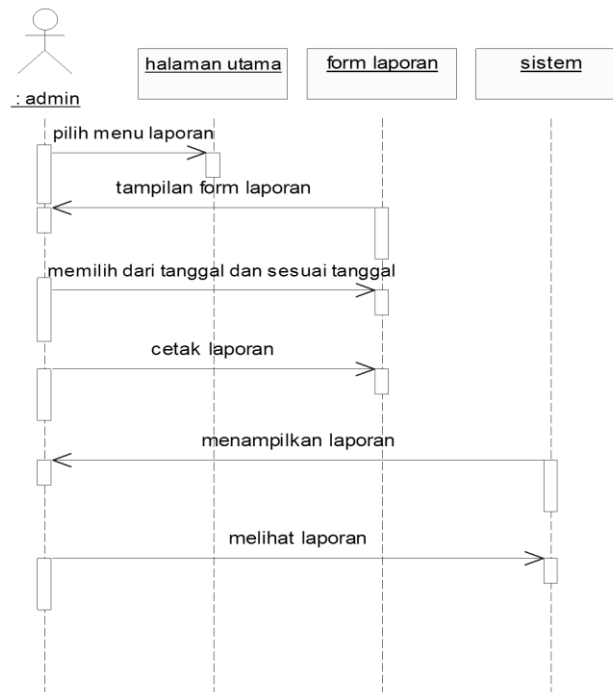 halaman utama
form laporan
sistem
: admin
pilih menu laporan
tampilan form laporan
memilih dari tanggal dan sesuai tanggal
cetak laporan
menampilkan laporan
melihat laporan